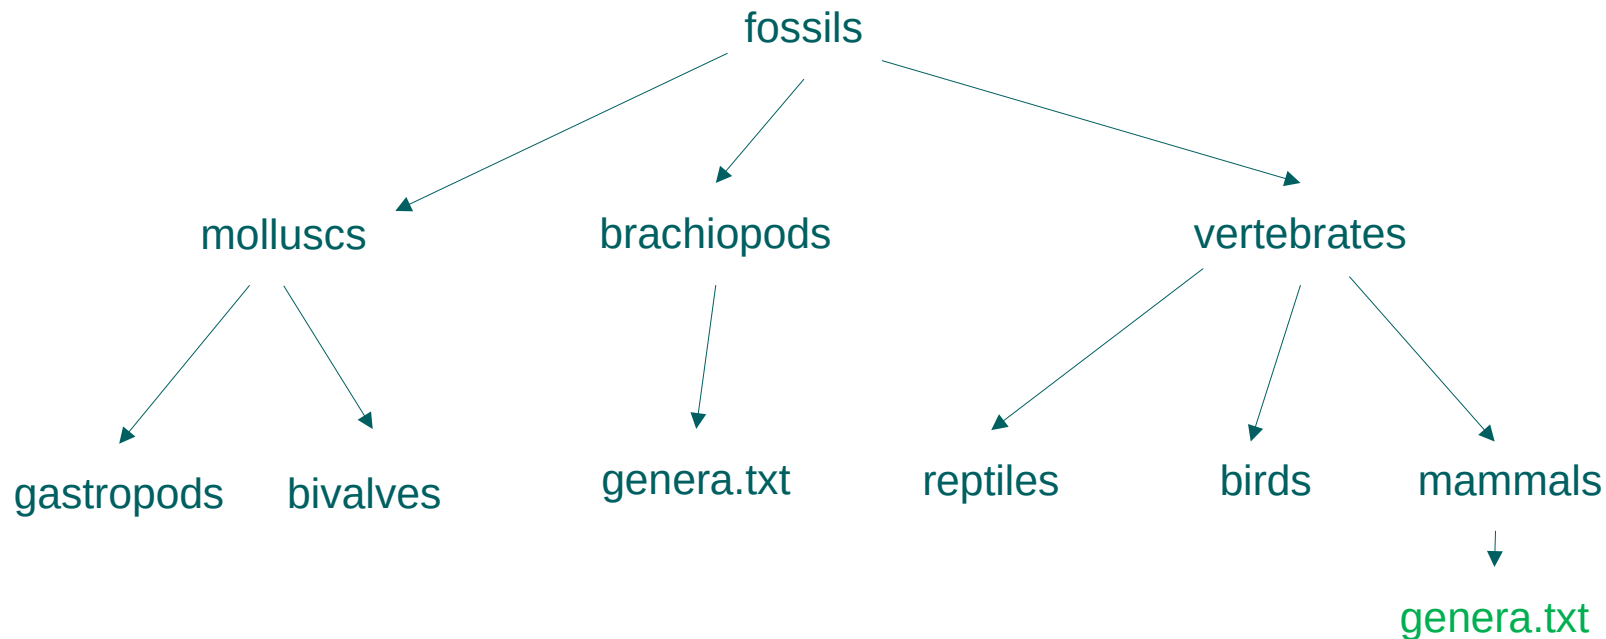 fossils
molluscs
brachiopods
vertebrates
gastropods
bivalves
genera.txt
reptiles
birds
mammals
genera.txt